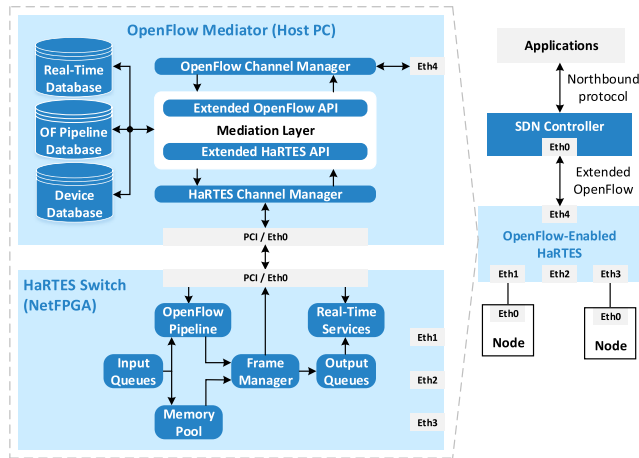 OpenFlow Mediator (Host PC)
Real-Time
Database
OF Pipeline
Database
Device
Database
OpenFlow Channel Manager
Eth4
Extended OpenFlow API
Mediation Layer
Extended HaRTES API
HaRTES Channel Manager
PCI / Eth0
PCI / Eth0
HaRTES Switch
(NetFPGA)
OpenFlow
Pipeline
Real-Time
Services
Input
Queues
Frame
Manager
Output
Queues
Memory
Pool
Eth1
Eth2
Eth3
Applications
Northbound
protocol
SDN Controller
Eth0
Extended
OpenFlow
Eth4
OpenFlow-Enabled
HaRTES
Eth1
Eth2
Eth3
Eth0
Node
Eth0
Node